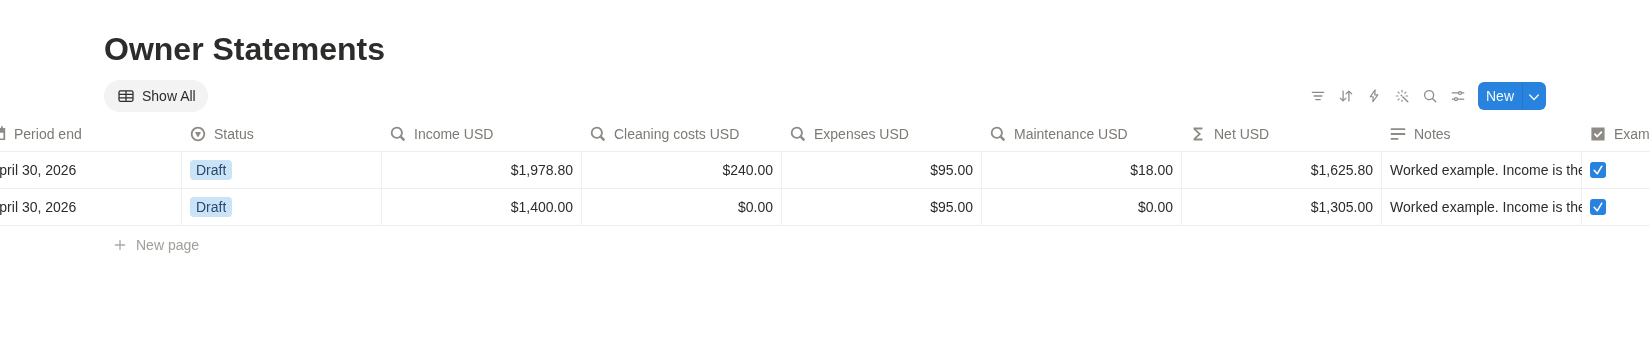 Owner Statements
Show All
New
Period end Status Income USD Cleaning costs USD Expenses USD Maintenance USD Net USD Notes Exam
pril 30, 2026 Draft $1,978.80 $240.00 $95.00 $18.00 $1,625.80 Worked example. Income is the
pril 30, 2026 Draft $1,400.00 $0.00 $95.00 $0.00 $1,305.00 Worked example. Income is the
New page